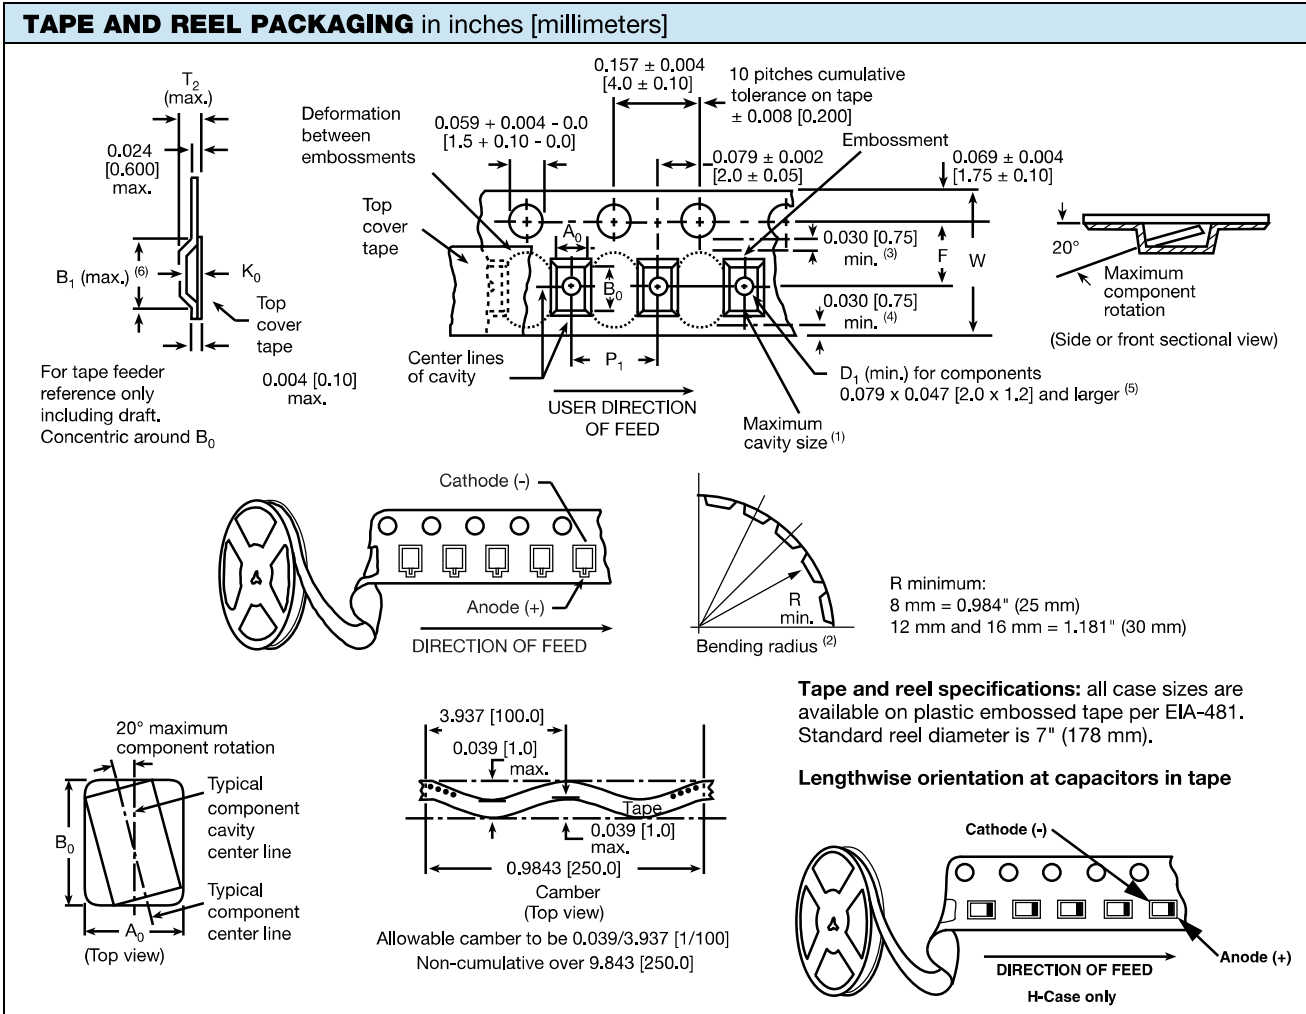 TAPE AND REEL PACKAGING in inches [millimeters]
T2
(max.)
0.024
[0.600]
max.
B1 (max.) (6)
K0
Top
cover
tape
For tape feeder
reference only
including draft.
Concentric around B0
0.004 [0.10]
max.
Deformation
between
embossments
Top
cover
tape
0.059 + 0.004 - 0.0
[1.5 + 0.10 - 0.0]
0.157 ± 0.004
[4.0 ± 0.10]
10 pitches cumulative
tolerance on tape
± 0.008 [0.200]
Embossment
0.079 ± 0.002
[2.0 ± 0.05]
0.069 ± 0.004
[1.75 ± 0.10]
A0
B0
0.030 [0.75]
min. (3)
F
W
0.030 [0.75]
min. (4)
Center lines
of cavity
P1
USER DIRECTION
OF FEED
D1 (min.) for components
0.079 x 0.047 [2.0 x 1.2] and larger (5)
Maximum
cavity size (1)
20°
Maximum
component
rotation
(Side or front sectional view)
Cathode (-)
Anode (+)
DIRECTION OF FEED
R
min.
Bending radius (2)
R minimum:
8 mm = 0.984" (25 mm)
12 mm and 16 mm = 1.181" (30 mm)
20° maximum
component rotation
Typical
component
cavity
center line
B0
Typical
component
center line
A0
(Top view)
3.937 [100.0]
0.039 [1.0]
max.
Tape
0.039 [1.0]
max.
0.9843 [250.0]
Camber
(Top view)
Allowable camber to be 0.039/3.937 [1/100]
Non-cumulative over 9.843 [250.0]
Tape and reel specifications: all case sizes are
available on plastic embossed tape per EIA-481.
Standard reel diameter is 7" (178 mm).
Lengthwise orientation at capacitors in tape
Cathode (-)
Anode (+)
DIRECTION OF FEED
H-Case only